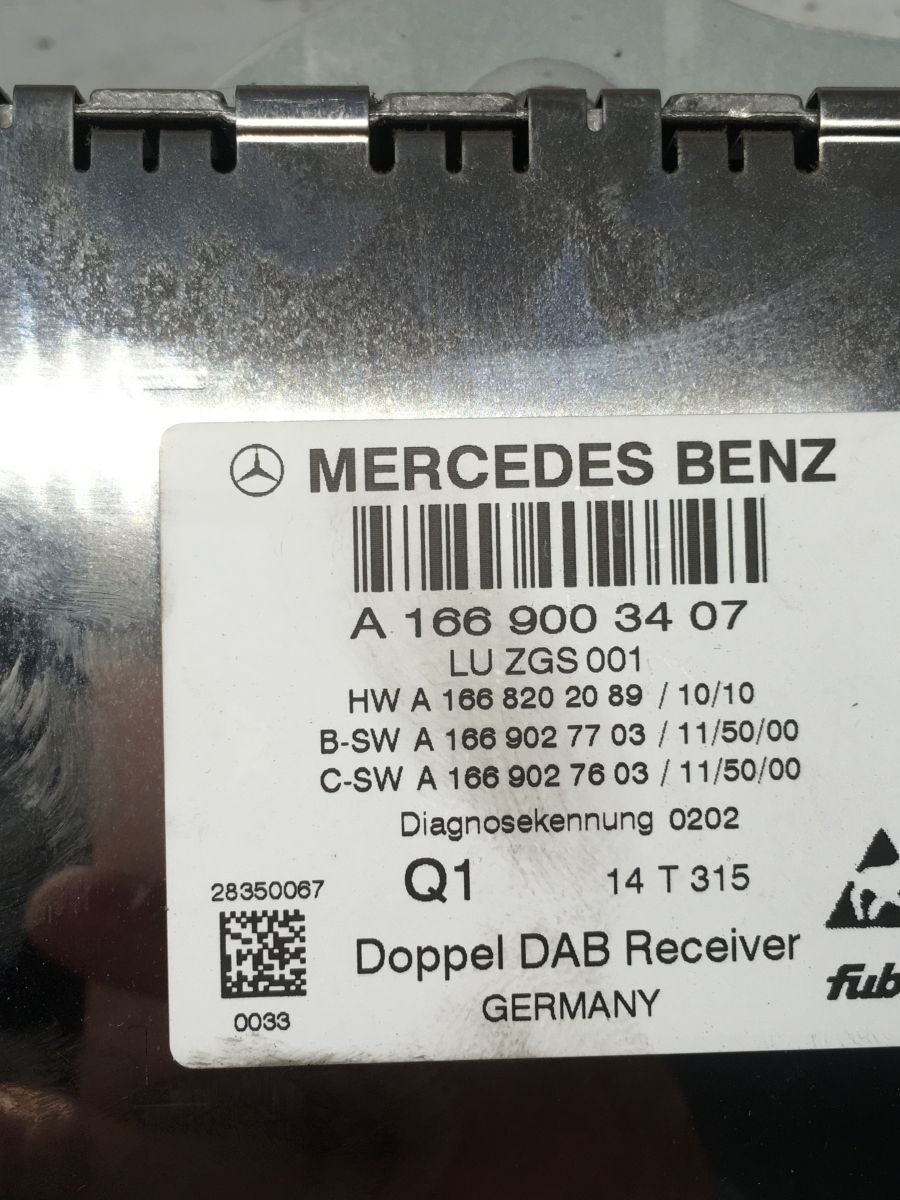 MERCEDES BENZ
A 166 900 34 07
LU ZGS 001
HW A 166 820 20 89 / 10/10
B-SW A 166 902 77 03 / 11/50/00
C-SW A 166 902 76 03 / 11/50/00
Diagnosekennung 0202
Q1 14 T 315
28350067
Doppel DAB Receiver
fub
GERMANY
0033